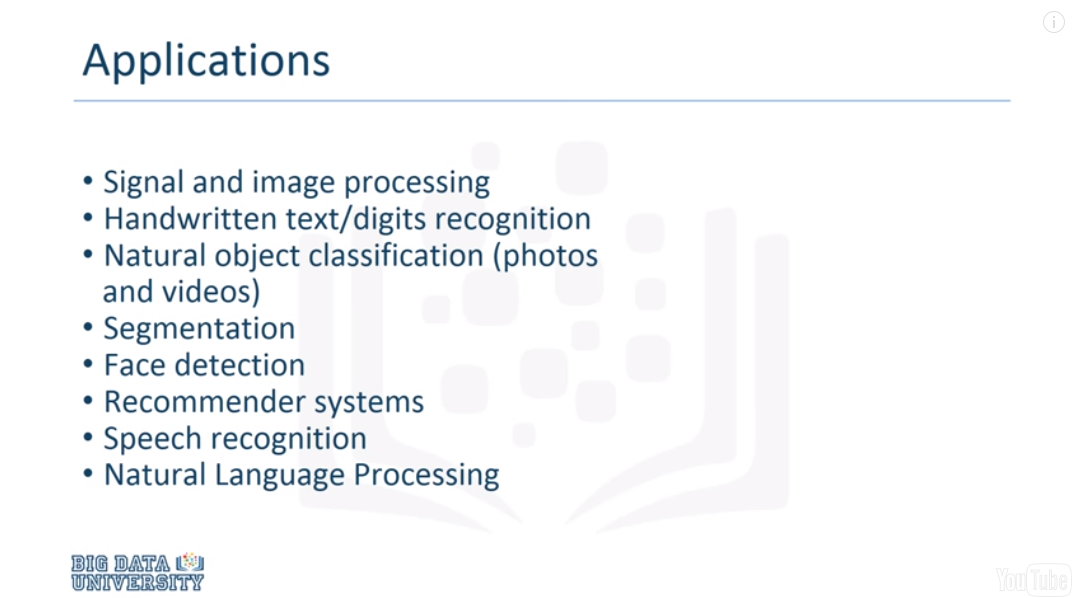 Applications
• Signal and image processing
• Handwritten text/digits recognition
• Natural object classification (photos
and videos)
• Segmentation
• Face detection
• Recommender systems
• Speech recognition
• Natural Language Processing
BIG DATA
UNIVERSITY
YouTube